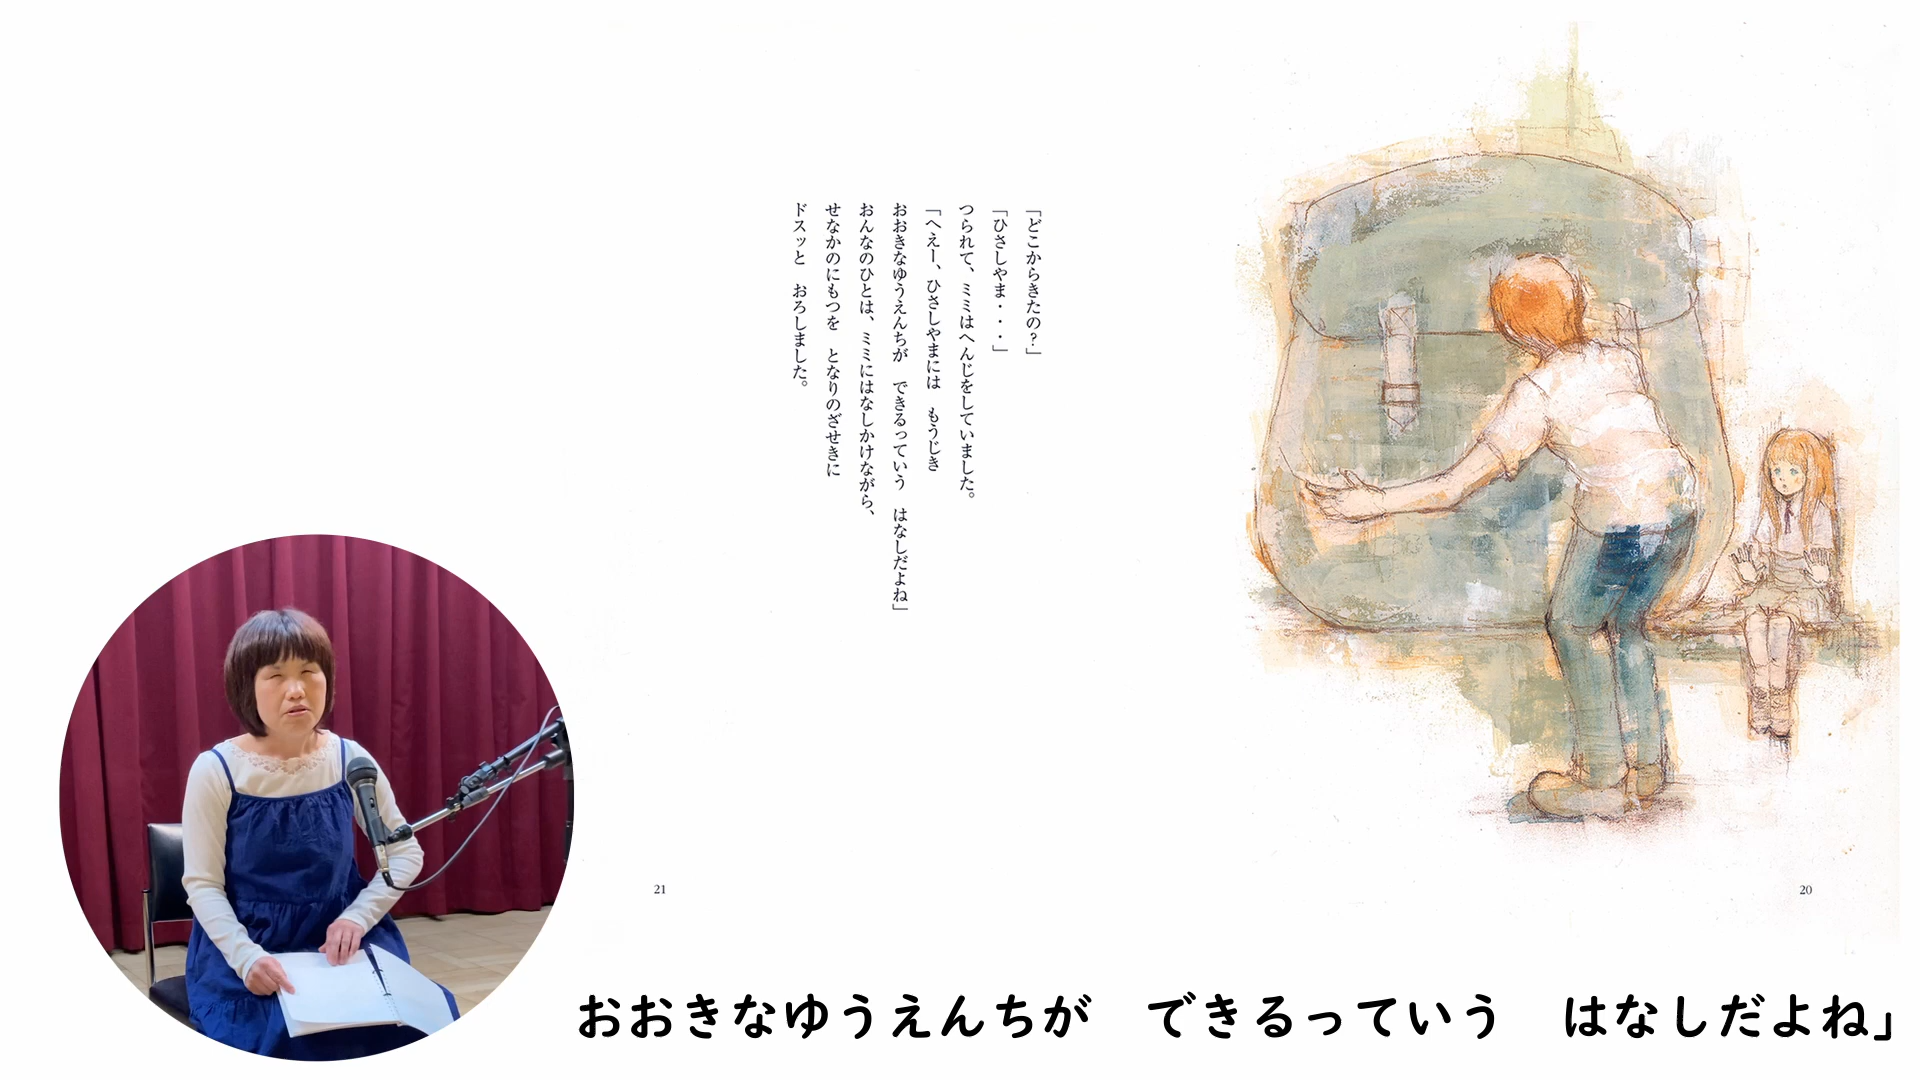 「どこからきたの？」
「ひさしやま・・・」
つられて、ミミはへんじをしていました。
「へえー、ひさしやまには　もうじき
おおきなゆうえんちが　できるっていう　はなしだよね」
おんなのひとは、ミミにはなしかけながら、
せなかのにもつを　となりのざせきに
ドスッと　おろしました。
21
20
おおきなゆうえんちが　できるっていう　はなしだよね」